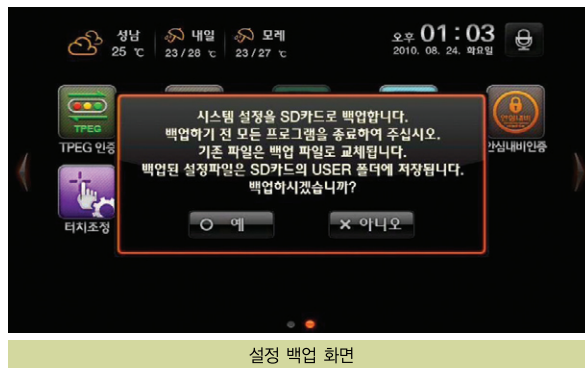 성남 내일 모레 오후 01:03
25 ℃ 23/28 ℃ 23/27 ℃ 2010. 08. 24. 화요일
시스템 설정을 SD카드로 백업합니다.
백업하기 전 모든 프로그램을 종료하여 주십시오.
기존 파일은 백업 파일로 교체됩니다.
백업된 설정파일은 SD카드의 USER 폴더에 저장됩니다.
백업하시겠습니까?
예 아니오
TPEG
TPEG 인증
안심내비
안심내비인증
터치조정
설정 백업 화면